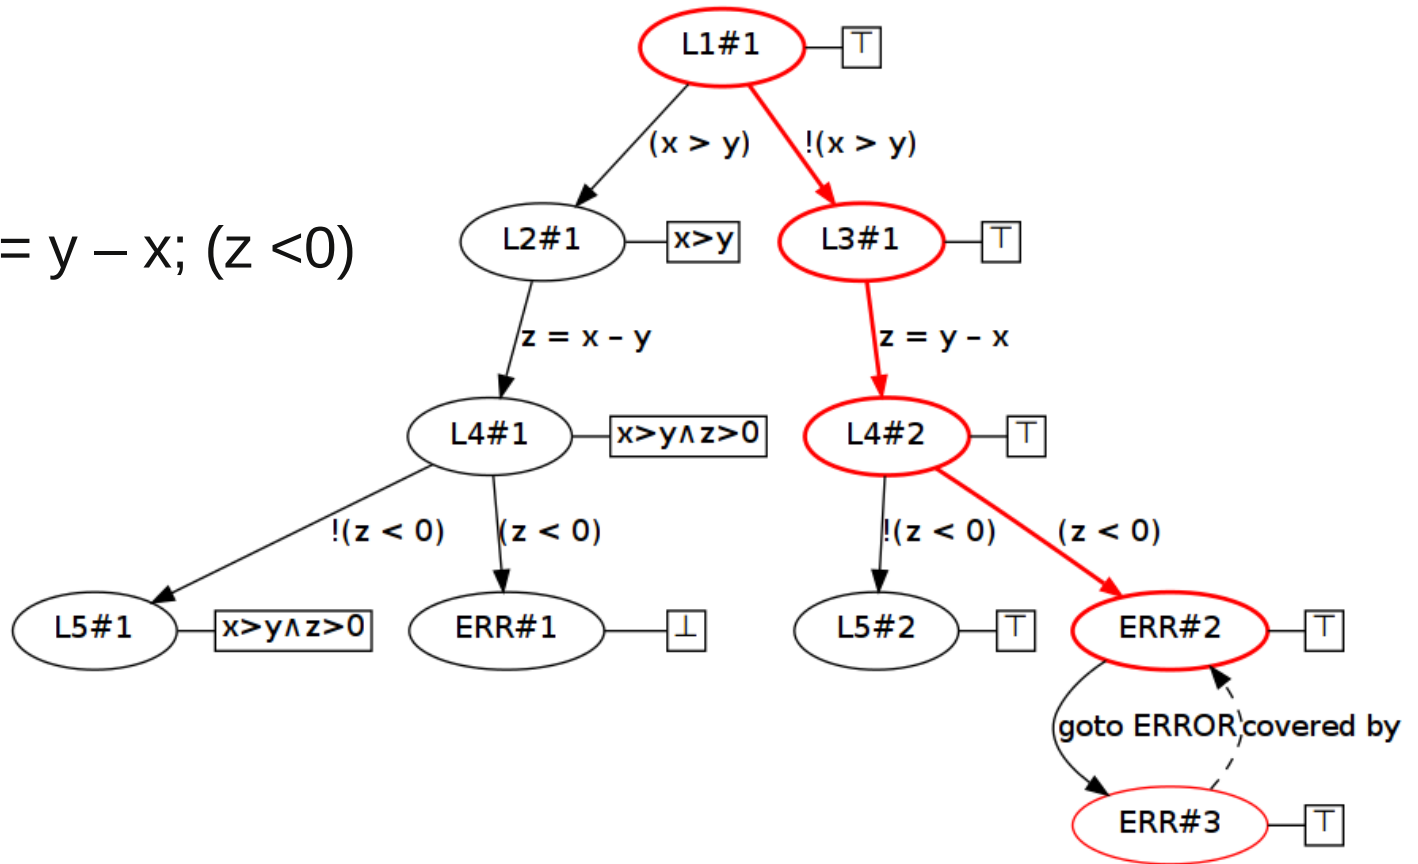 L1#1 ⊤
(x > y) !(x > y)
= y – x; (z <0)
L2#1 x>y L3#1 ⊤
z = x – y z = y – x
L4#1 x>y∧z>0 L4#2 ⊤
!(z < 0) (z < 0) !(z < 0) (z < 0)
L5#1 x>y∧z>0 ERR#1 ⊥ L5#2 ⊤ ERR#2 ⊤
goto ERROR covered by
ERR#3 ⊤